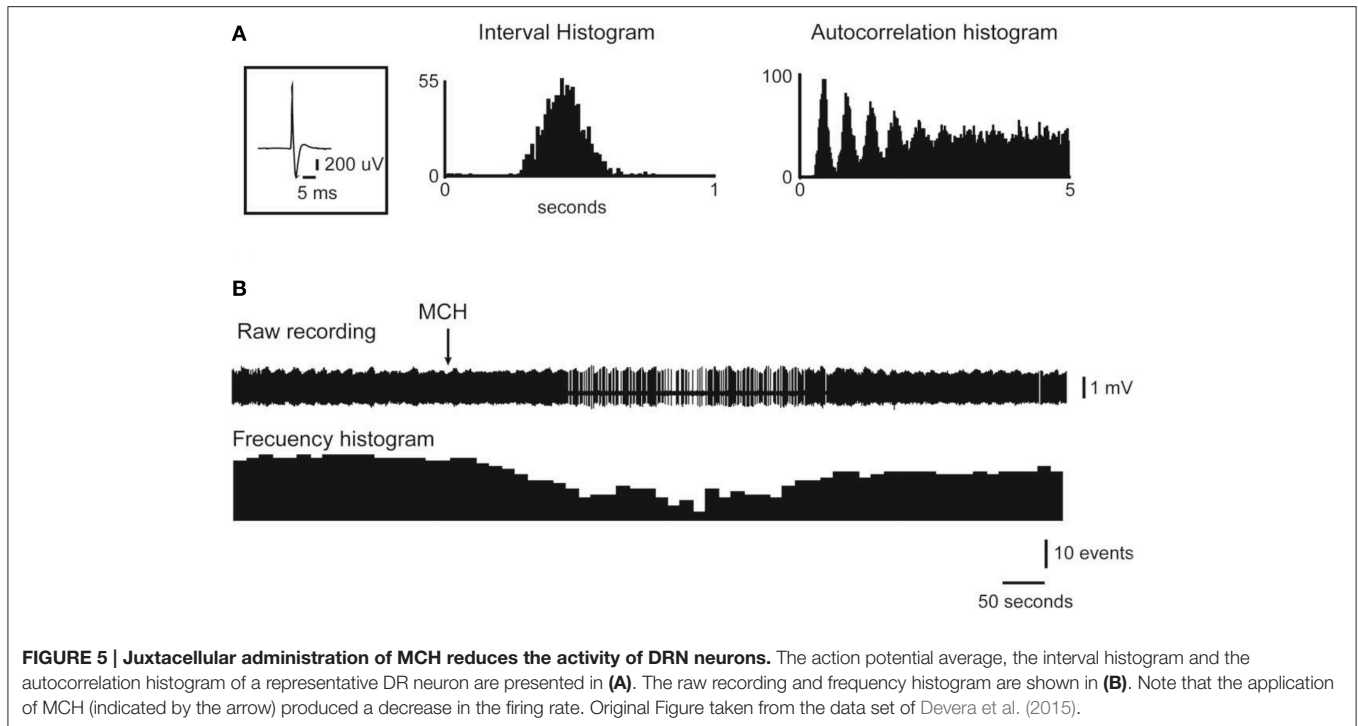 A
Interval Histogram
Autocorrelation histogram
200 uV
5 ms
55
0
0
1
seconds
100
0
0
5
B
MCH
Raw recording
1 mV
Frecuency histogram
10 events
50 seconds
FIGURE 5 | Juxtacellular administration of MCH reduces the activity of DRN neurons. The action potential average, the interval histogram and the
autocorrelation histogram of a representative DR neuron are presented in (A). The raw recording and frequency histogram are shown in (B). Note that the application
of MCH (indicated by the arrow) produced a decrease in the firing rate. Original Figure taken from the data set of Devera et al. (2015).